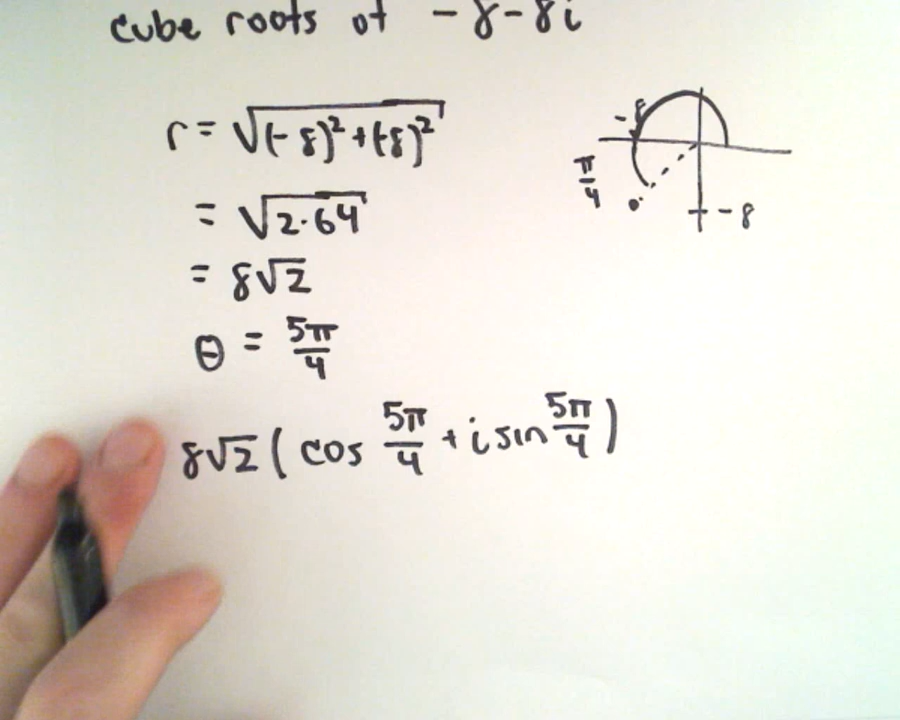 cube roots of -8-8i
r = √((-8)²+(-8)²)
-8
π/4
= √(2·64)
-8
= 8√2
θ = 5π/4
8√2 ( cos 5π/4 + i sin 5π/4 )